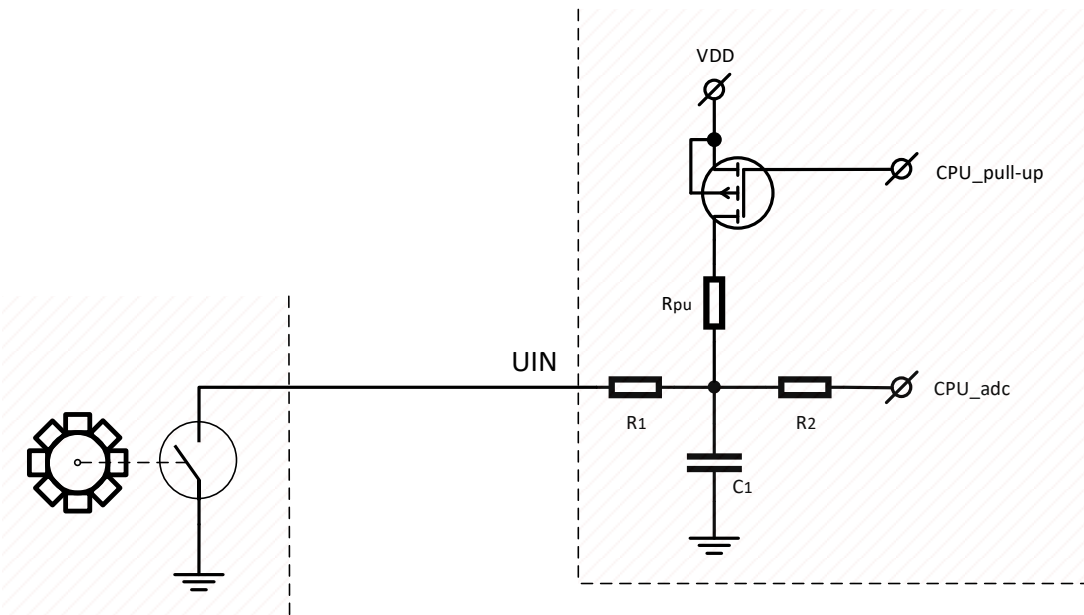 VDD
CPU_pull-up
Rpu
UIN
R1
R2
CPU_adc
C1